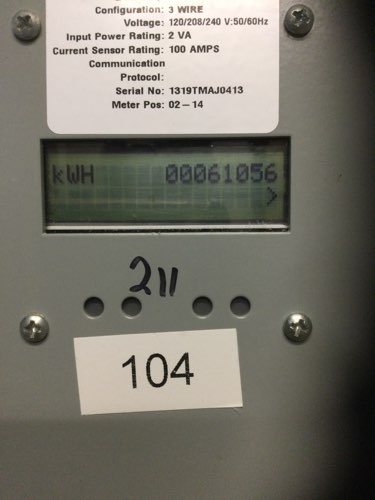 Configuration: 3 WIRE
Voltage: 120/208/240 V:50/60Hz
Input Power Rating: 2 VA
Current Sensor Rating: 100 AMPS
Communication
Protocol:
Serial No: 1319TMAJ0413
Meter Pos: 02 – 14
kWH 00061056
>
211
104